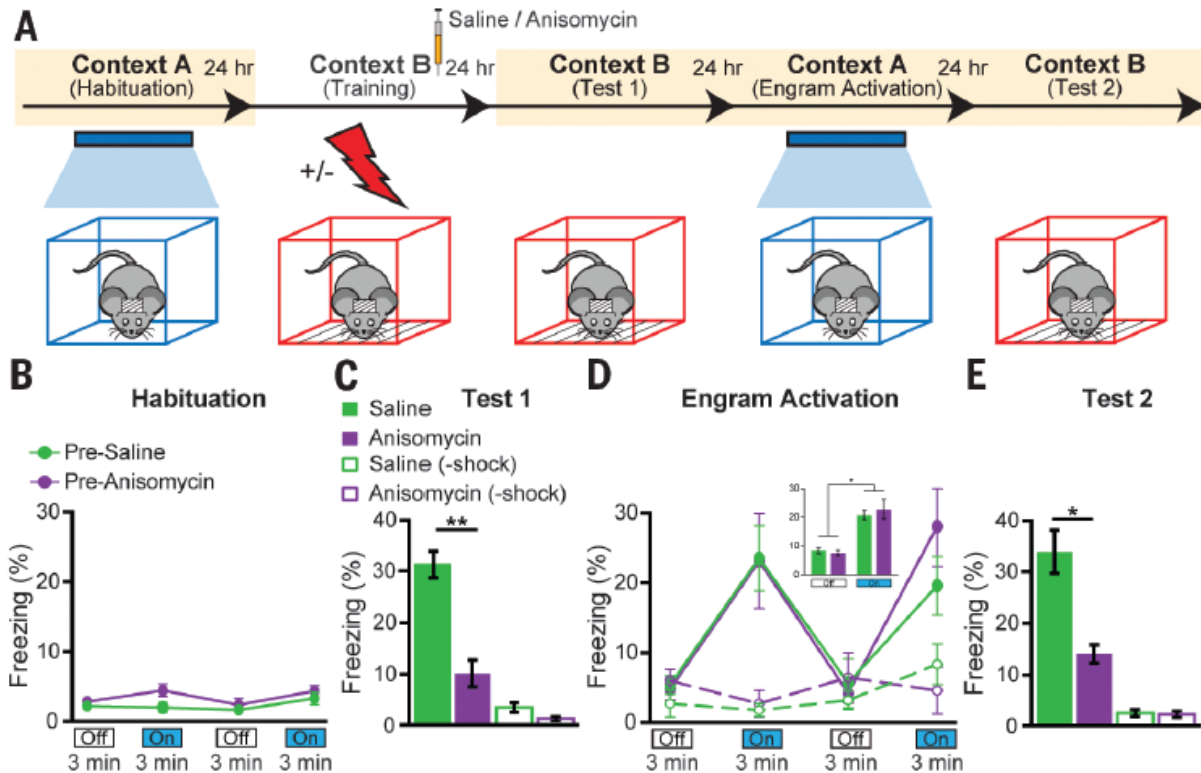 A
Saline / Anisomycin
Context A
(Habituation)
24 hr
Context B
(Training)
24 hr
Context B
(Test 1)
24 hr
Context A
(Engram Activation)
24 hr
Context B
(Test 2)
+/-
B
Habituation
Pre-Saline
Pre-Anisomycin
Freezing (%)
30
20
10
0
Off On Off On
3 min 3 min 3 min 3 min
C
Test 1
Saline
Anisomycin
Saline (-shock)
Anisomycin (-shock)
Freezing (%)
40
30
20
10
0
**
D
Engram Activation
Freezing (%)
30
20
10
0
30
20
10
0
*
Off On
Off On Off On
3 min 3 min 3 min 3 min
E
Test 2
Freezing (%)
40
30
20
10
0
*